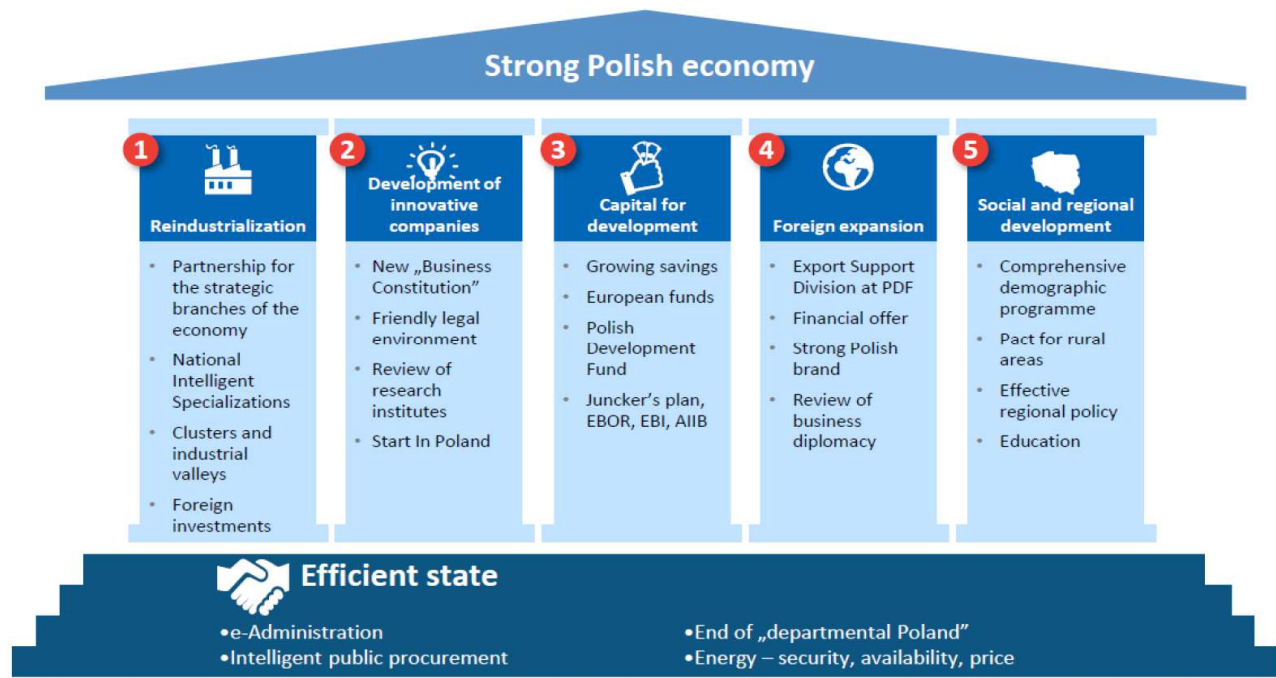 Strong Polish economy
1
Reindustrialization
• Partnership for
the strategic
branches of the
economy
• National
Intelligent
Specializations
• Clusters and
industrial
valleys
• Foreign
investments
2
Development of
innovative
companies
• New „Business
Constitution”
• Friendly legal
environment
• Review of
research
institutes
• Start In Poland
3
Capital for
development
• Growing savings
• European funds
• Polish
Development
Fund
• Juncker's plan,
EBOR, EBI, AIIB
4
Foreign expansion
• Export Support
Division at PDF
• Financial offer
• Strong Polish
brand
• Review of
business
diplomacy
5
Social and regional
development
• Comprehensive
demographic
programme
• Pact for rural
areas
• Effective
regional policy
• Education
Efficient state
•e-Administration
•Intelligent public procurement
•End of „departmental Poland”
•Energy – security, availability, price